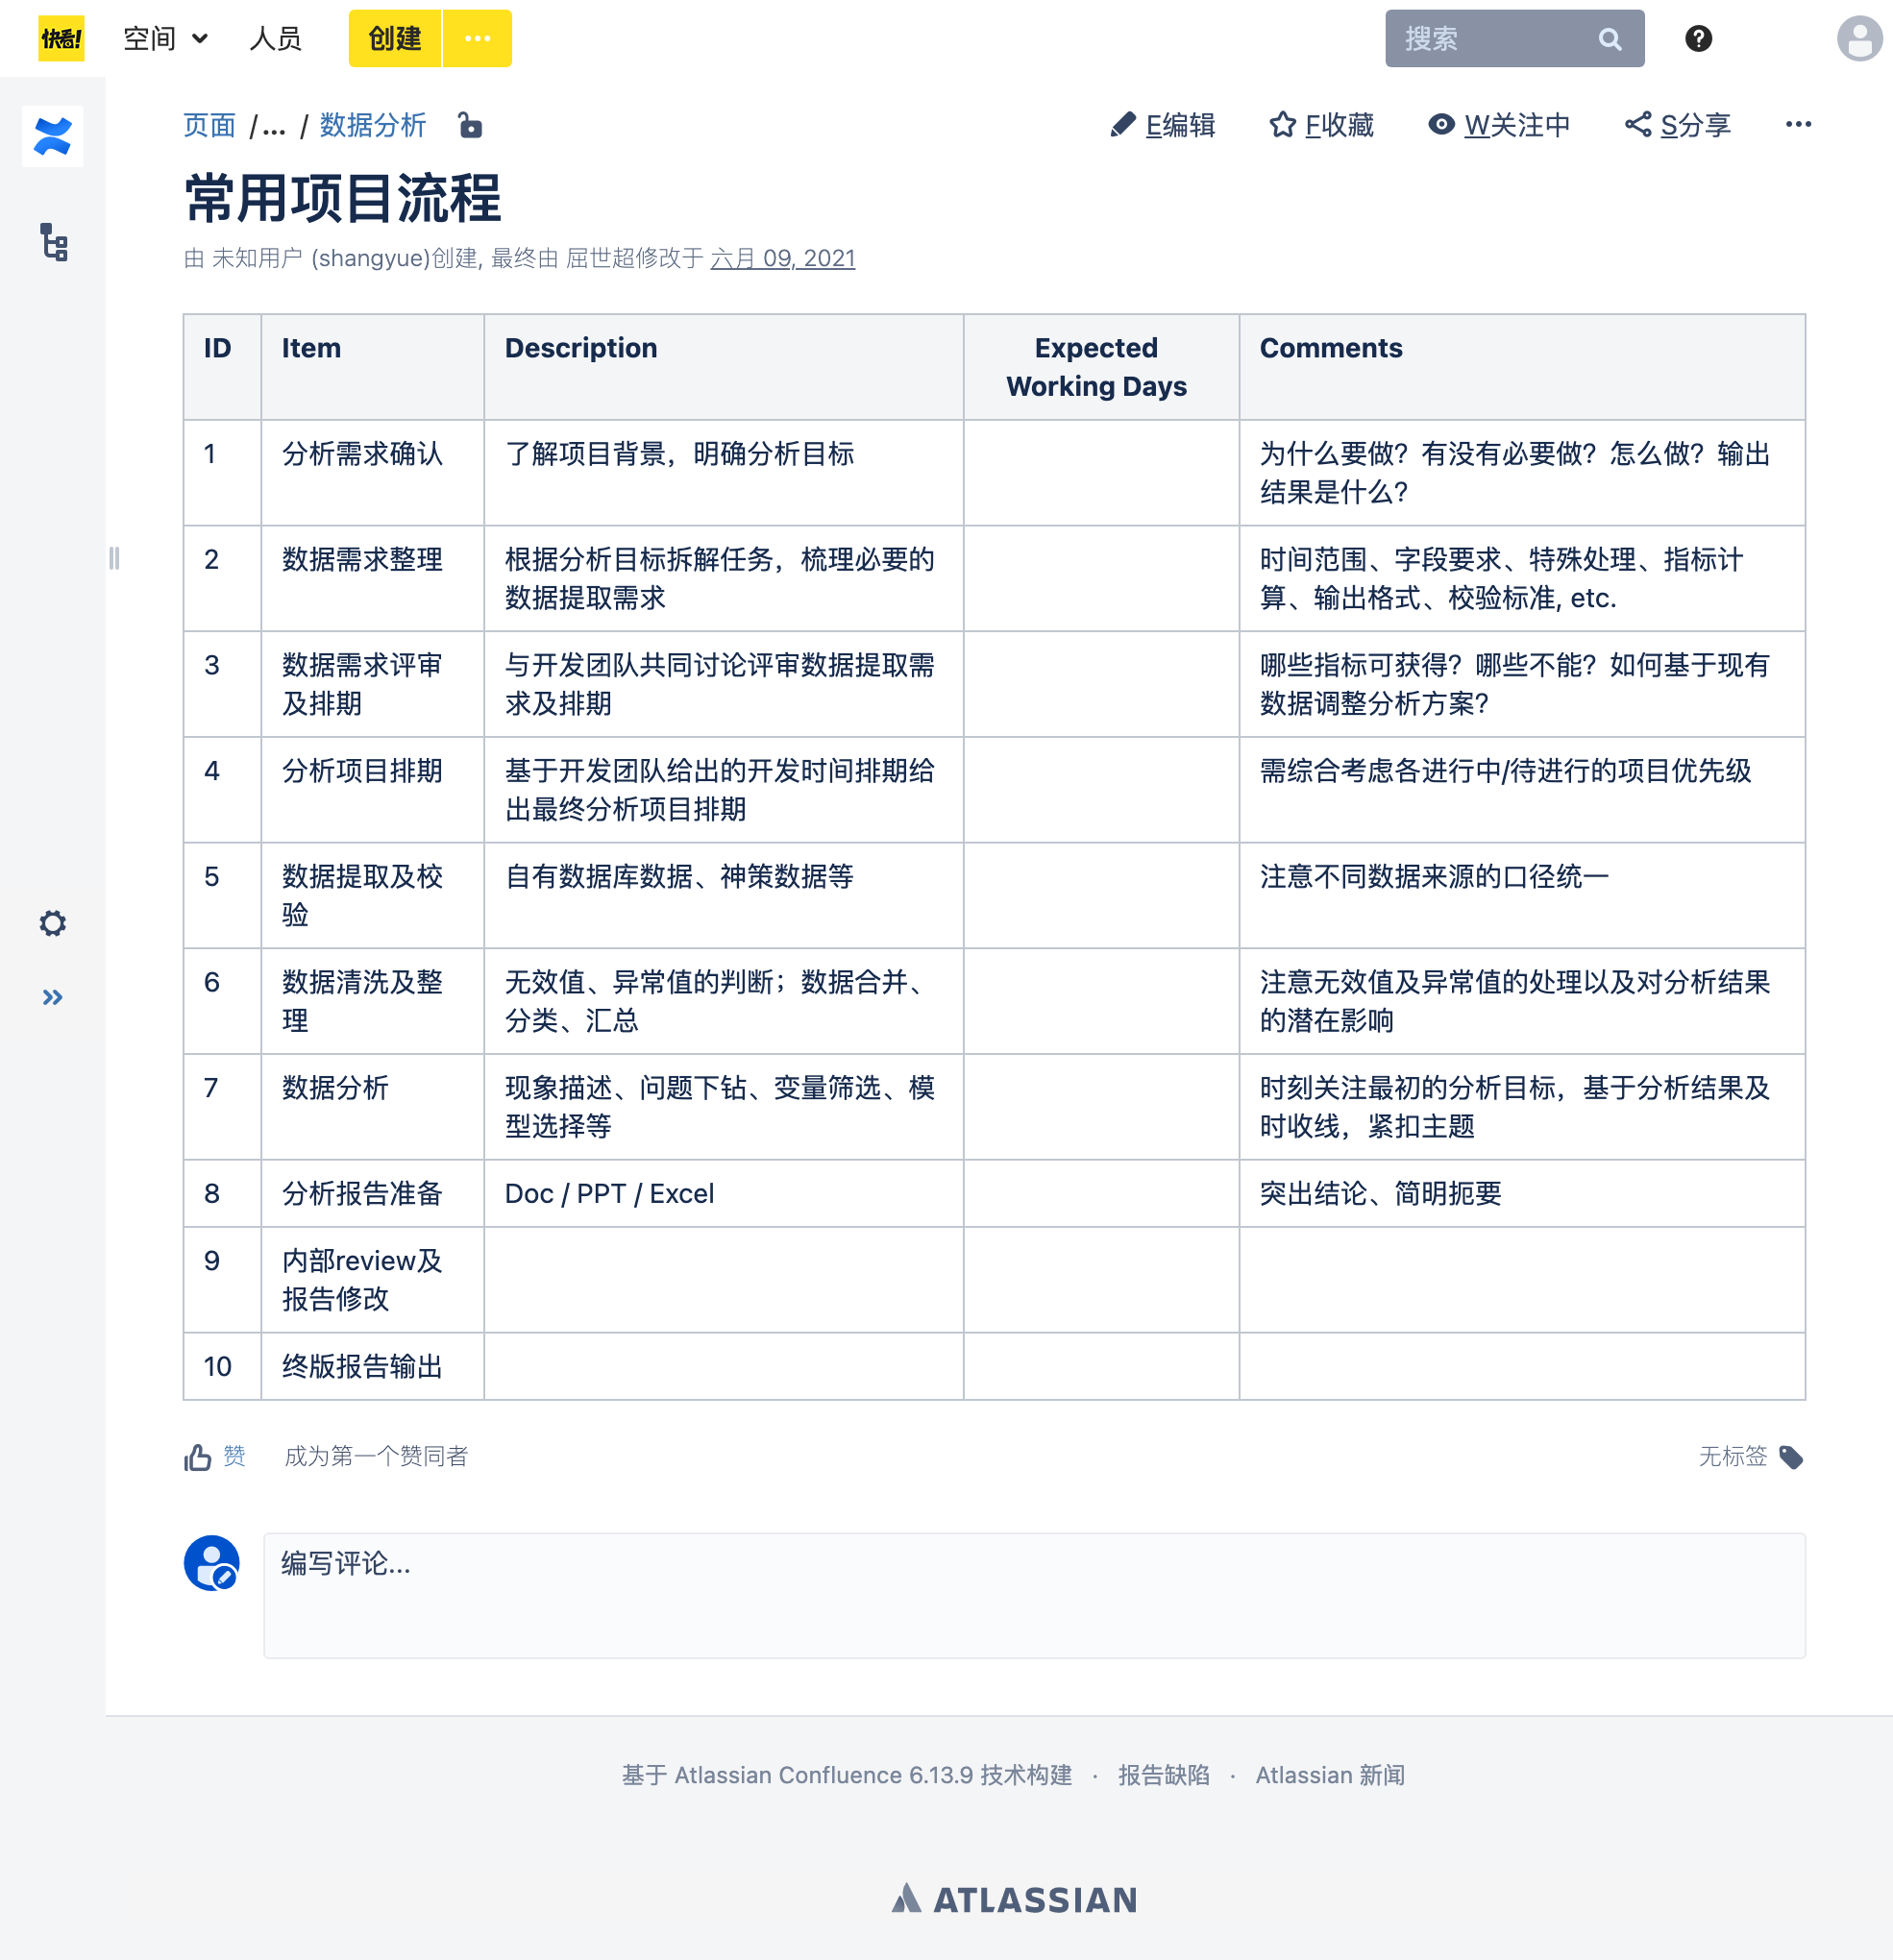 快看!
空间
人员
创建
搜索
页面 /... / 数据分析
E编辑
F收藏
W关注中
S分享
常用项目流程
由 未知用户 (shangyue)创建, 最终由 屈世超修改于 六月 09, 2021
ID
Item
Description
Expected
Working Days
Comments
1
分析需求确认
了解项目背景，明确分析目标
为什么要做？有没有必要做？怎么做？输出
结果是什么？
2
数据需求整理
根据分析目标拆解任务，梳理必要的
数据提取需求
时间范围、字段要求、特殊处理、指标计
算、输出格式、校验标准, etc.
3
数据需求评审
及排期
与开发团队共同讨论评审数据提取需
求及排期
哪些指标可获得？哪些不能？如何基于现有
数据调整分析方案？
4
分析项目排期
基于开发团队给出的开发时间排期给
出最终分析项目排期
需综合考虑各进行中/待进行的项目优先级
5
数据提取及校
验
自有数据库数据、神策数据等
注意不同数据来源的口径统一
6
数据清洗及整
理
无效值、异常值的判断；数据合并、
分类、汇总
注意无效值及异常值的处理以及对分析结果
的潜在影响
7
数据分析
现象描述、问题下钻、变量筛选、模
型选择等
时刻关注最初的分析目标，基于分析结果及
时收线，紧扣主题
8
分析报告准备
Doc / PPT / Excel
突出结论、简明扼要
9
内部review及
报告修改
10
终版报告输出
赞
成为第一个赞同者
无标签
编写评论...
基于 Atlassian Confluence 6.13.9 技术构建 · 报告缺陷 · Atlassian 新闻
ATLASSIAN